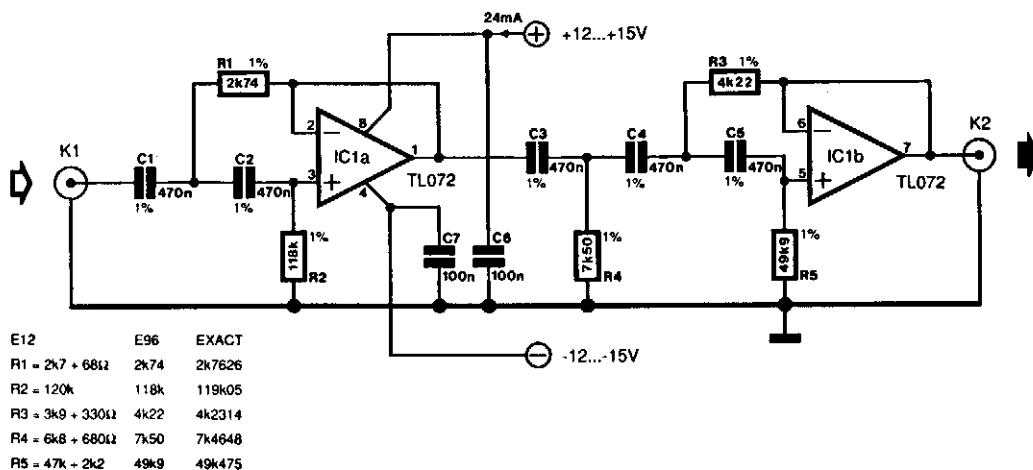 24mA
+12...+15V
R1 1%
2k74
R3 1%
4k22
K1
K2
8
2
IC1a
1
3
4
TL072
6
IC1b
7
5
TL072
C1
470n
1%
C2
470n
1%
C3
470n
1%
C4
470n
1%
C5
470n
1%
118k
1%
R2
C7
100n
C6
100n
7k50
1%
R4
49k9
1%
R5
-12...-15V
E12 E96 EXACT
R1 = 2k7 + 68Ω 2k74 2k7626
R2 = 120k 118k 119k05
R3 = 3k9 + 330Ω 4k22 4k2314
R4 = 6k8 + 680Ω 7k50 7k4648
R5 = 47k + 2k2 49k9 49k475